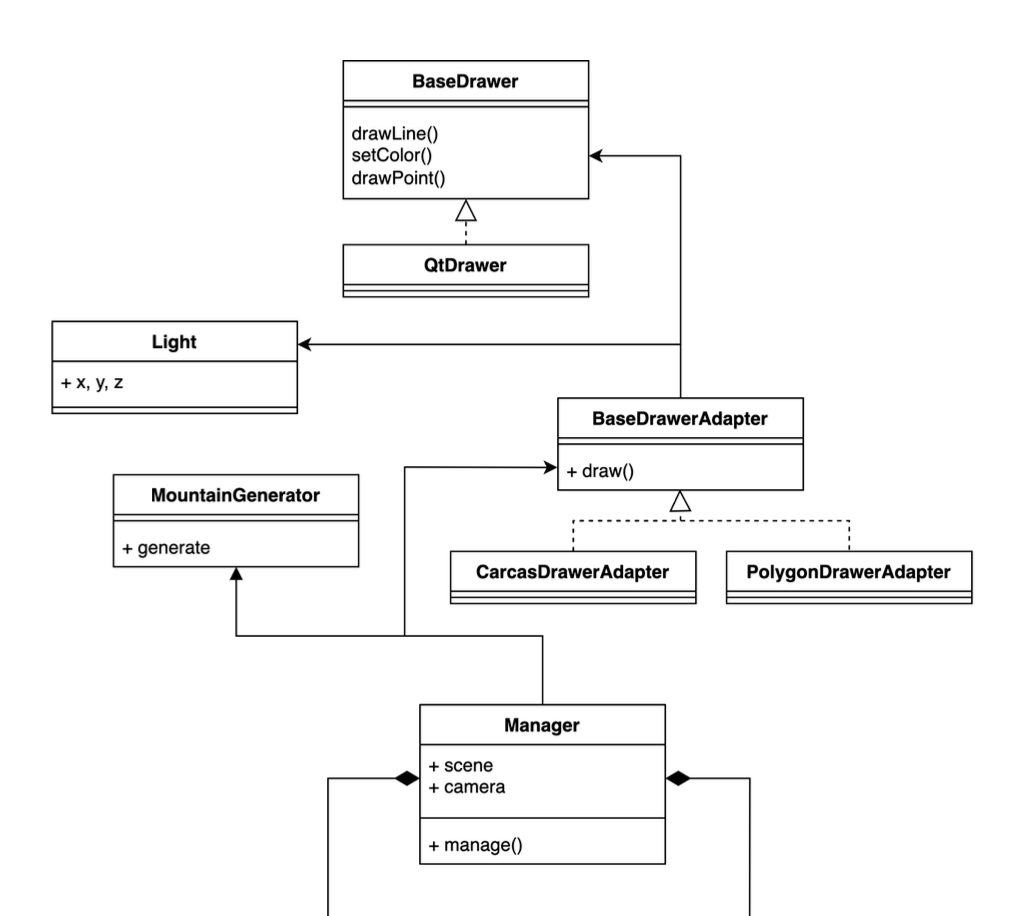 BaseDrawer
drawLine()
setColor()
drawPoint()
QtDrawer
Light
+ x, y, z
BaseDrawerAdapter
+ draw()
MountainGenerator
+ generate
CarcasDrawerAdapter
PolygonDrawerAdapter
Manager
+ scene
+ camera
+ manage()